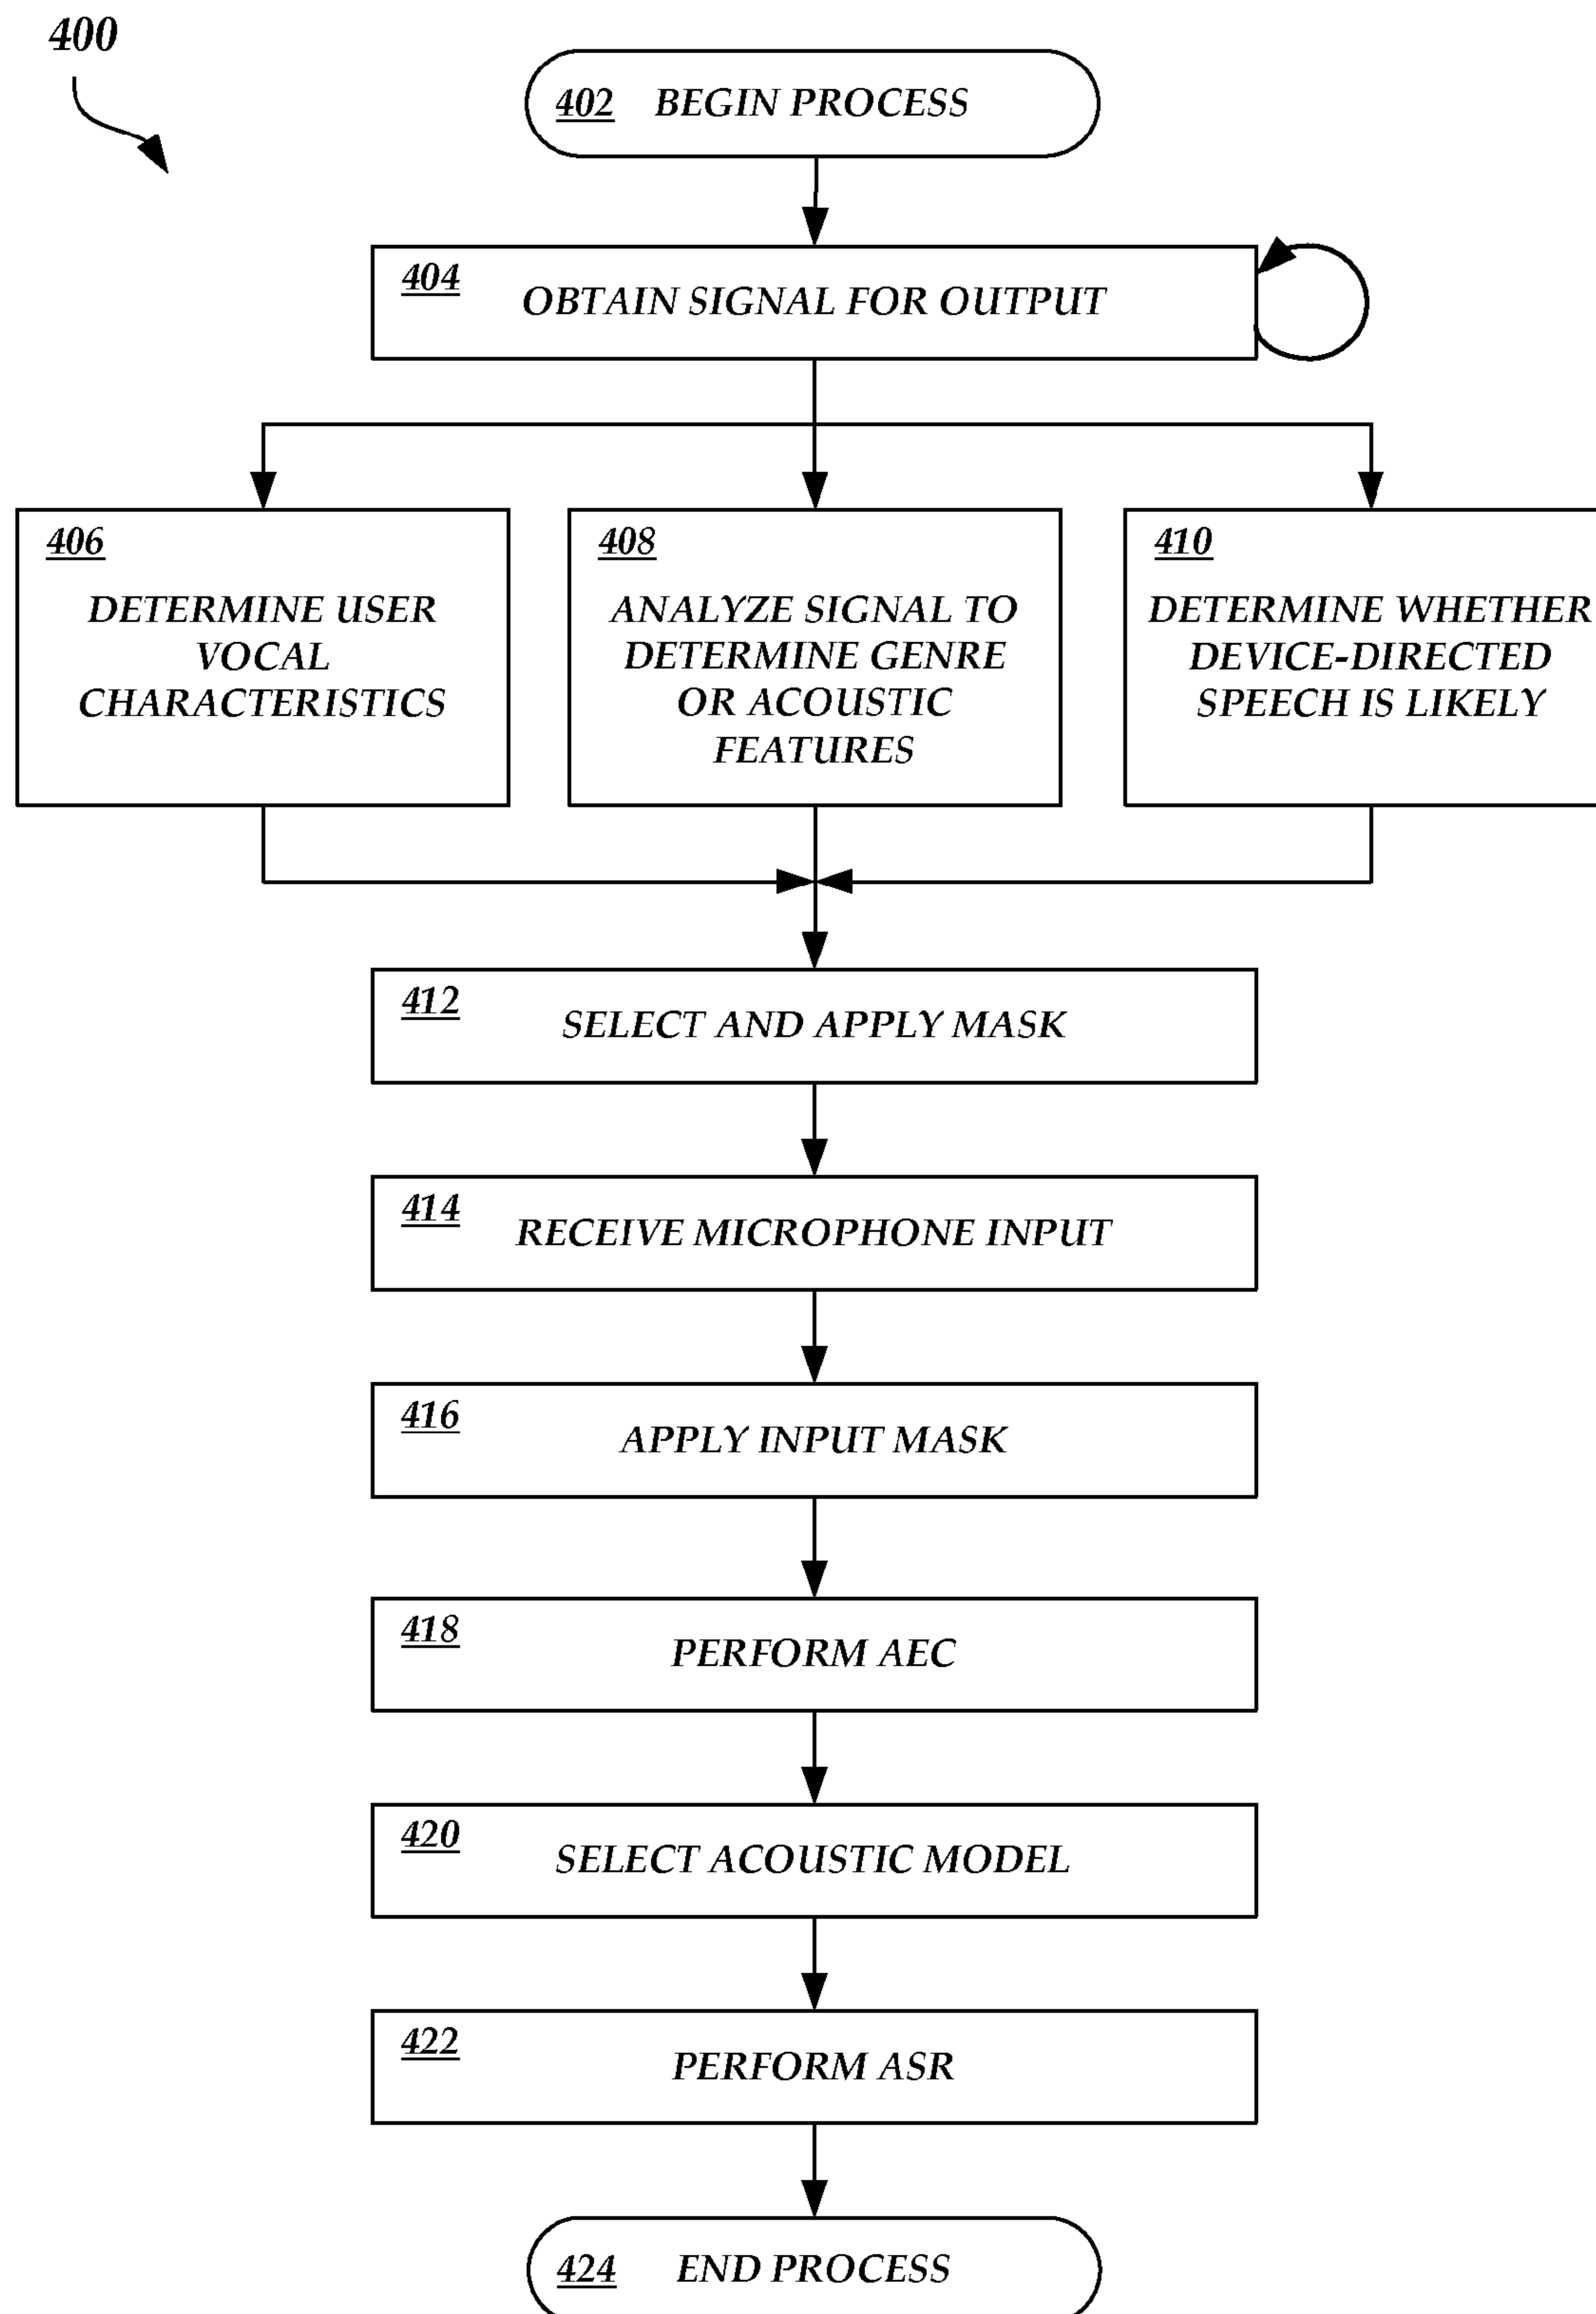 400
402 BEGIN PROCESS
404
OBTAIN SIGNAL FOR OUTPUT
406
DETERMINE USER
VOCAL
CHARACTERISTICS
408
ANALYZE SIGNAL TO
DETERMINE GENRE
OR ACOUSTIC
FEATURES
410
DETERMINE WHETHER
DEVICE-DIRECTED
SPEECH IS LIKELY
412
SELECT AND APPLY MASK
414
RECEIVE MICROPHONE INPUT
416
APPLY INPUT MASK
418
PERFORM AEC
420
SELECT ACOUSTIC MODEL
422
PERFORM ASR
424 END PROCESS